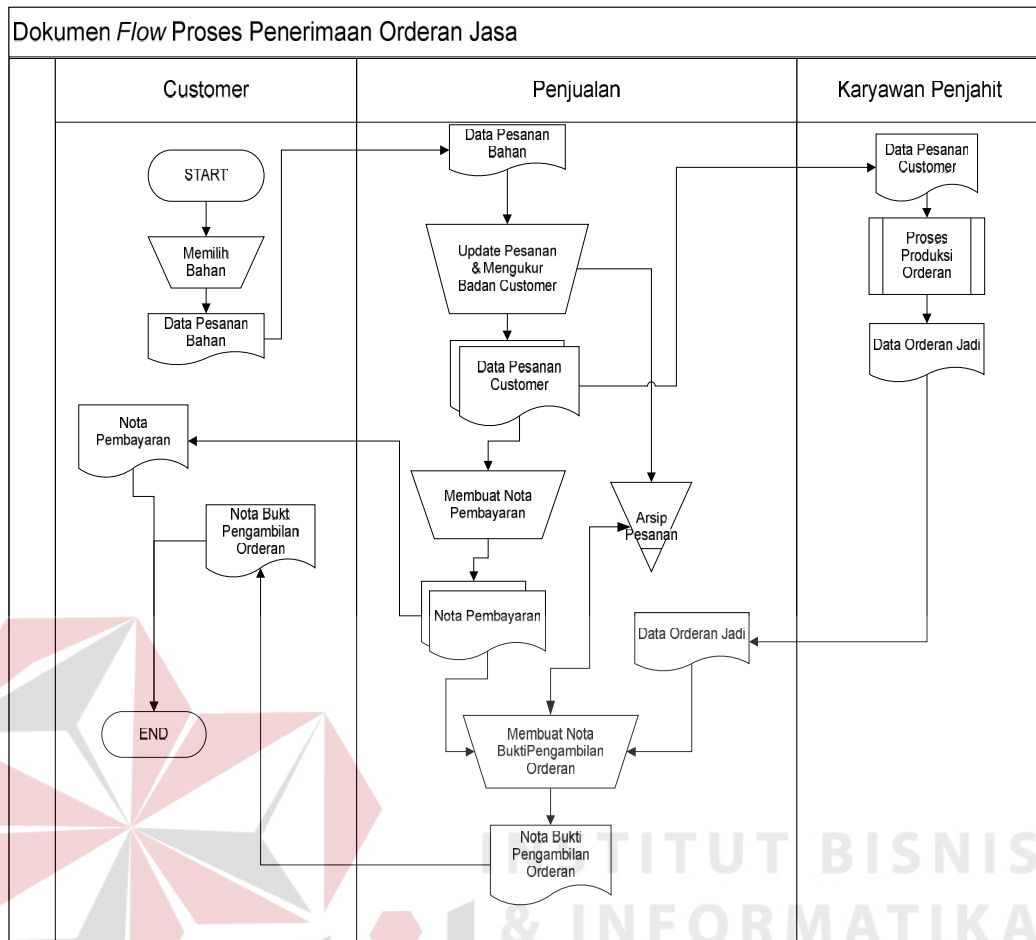 Dokumen Flow Proses Penerimaan Orderan Jasa
Customer
Penjualan
Karyawan Penjahit
START
Memilih
Bahan
Data Pesanan
Bahan
Nota
Pembayaran
Nota Bukt
Pengambilan
Orderan
END
Data Pesanan
Bahan
Update Pesanan
& Mengukur
Badan Customer
Data Pesanan
Customer
Membuat Nota
Pembayaran
Arsip
Pesanan
Nota Pembayaran
Data Orderan Jadi
Membuat Nota
BuktiPengambilan
Orderan
Nota Bukti
Pengambilan
Orderan
Data Pesanan
Customer
Proses
Produksi
Orderan
Data Orderan Jadi
INSTITUT BISNIS
& INFORMATIKA